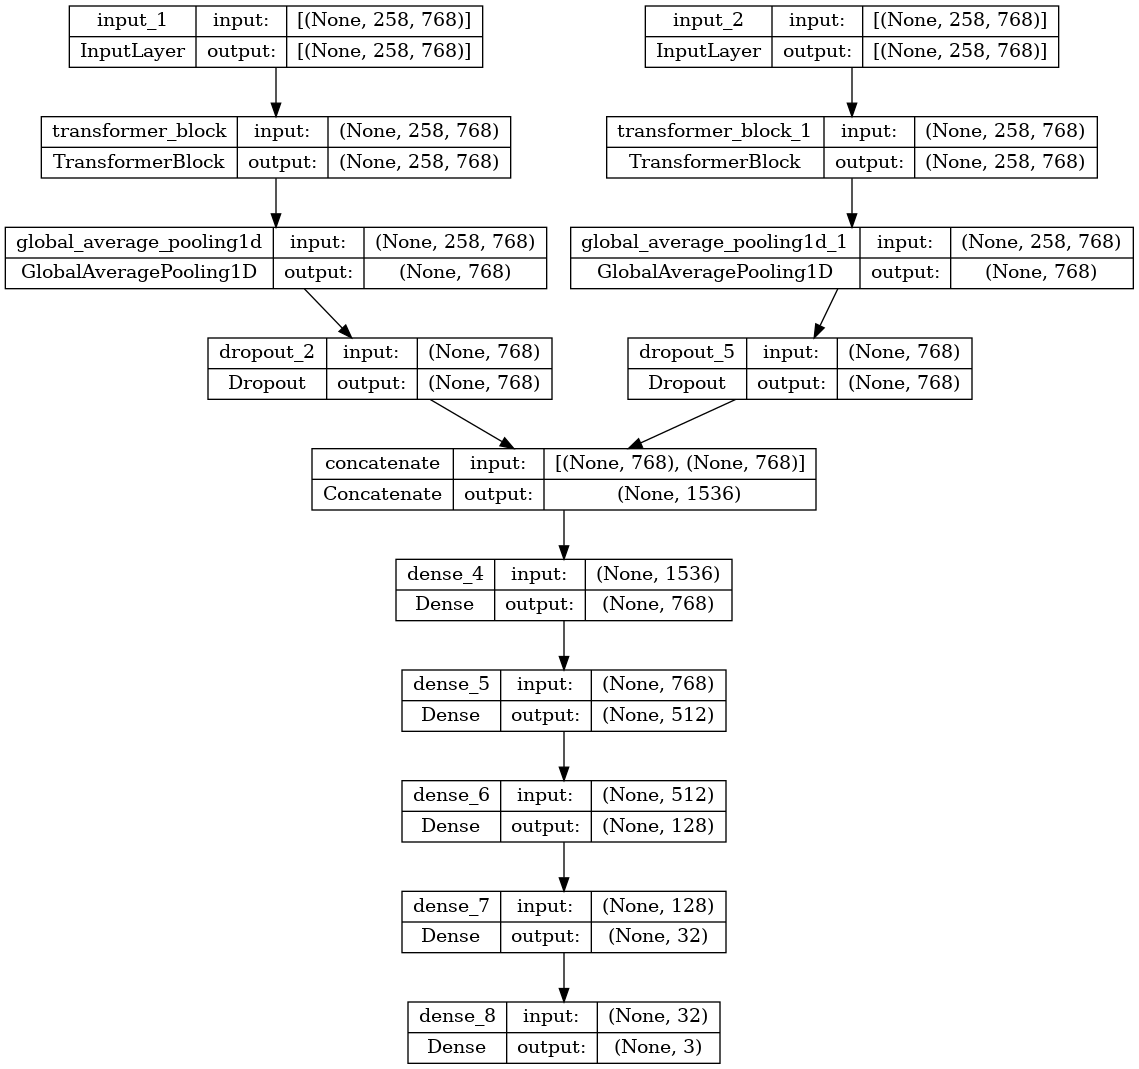 input_1 input: [(None, 258, 768)]
InputLayer output: [(None, 258, 768)]
input_2 input: [(None, 258, 768)]
InputLayer output: [(None, 258, 768)]
transformer_block input: (None, 258, 768)
TransformerBlock output: (None, 258, 768)
transformer_block_1 input: (None, 258, 768)
TransformerBlock output: (None, 258, 768)
global_average_pooling1d input: (None, 258, 768)
GlobalAveragePooling1D output: (None, 768)
global_average_pooling1d_1 input: (None, 258, 768)
GlobalAveragePooling1D output: (None, 768)
dropout_2 input: (None, 768)
Dropout output: (None, 768)
dropout_5 input: (None, 768)
Dropout output: (None, 768)
concatenate input: [(None, 768), (None, 768)]
Concatenate output: (None, 1536)
dense_4 input: (None, 1536)
Dense output: (None, 768)
dense_5 input: (None, 768)
Dense output: (None, 512)
dense_6 input: (None, 512)
Dense output: (None, 128)
dense_7 input: (None, 128)
Dense output: (None, 32)
dense_8 input: (None, 32)
Dense output: (None, 3)